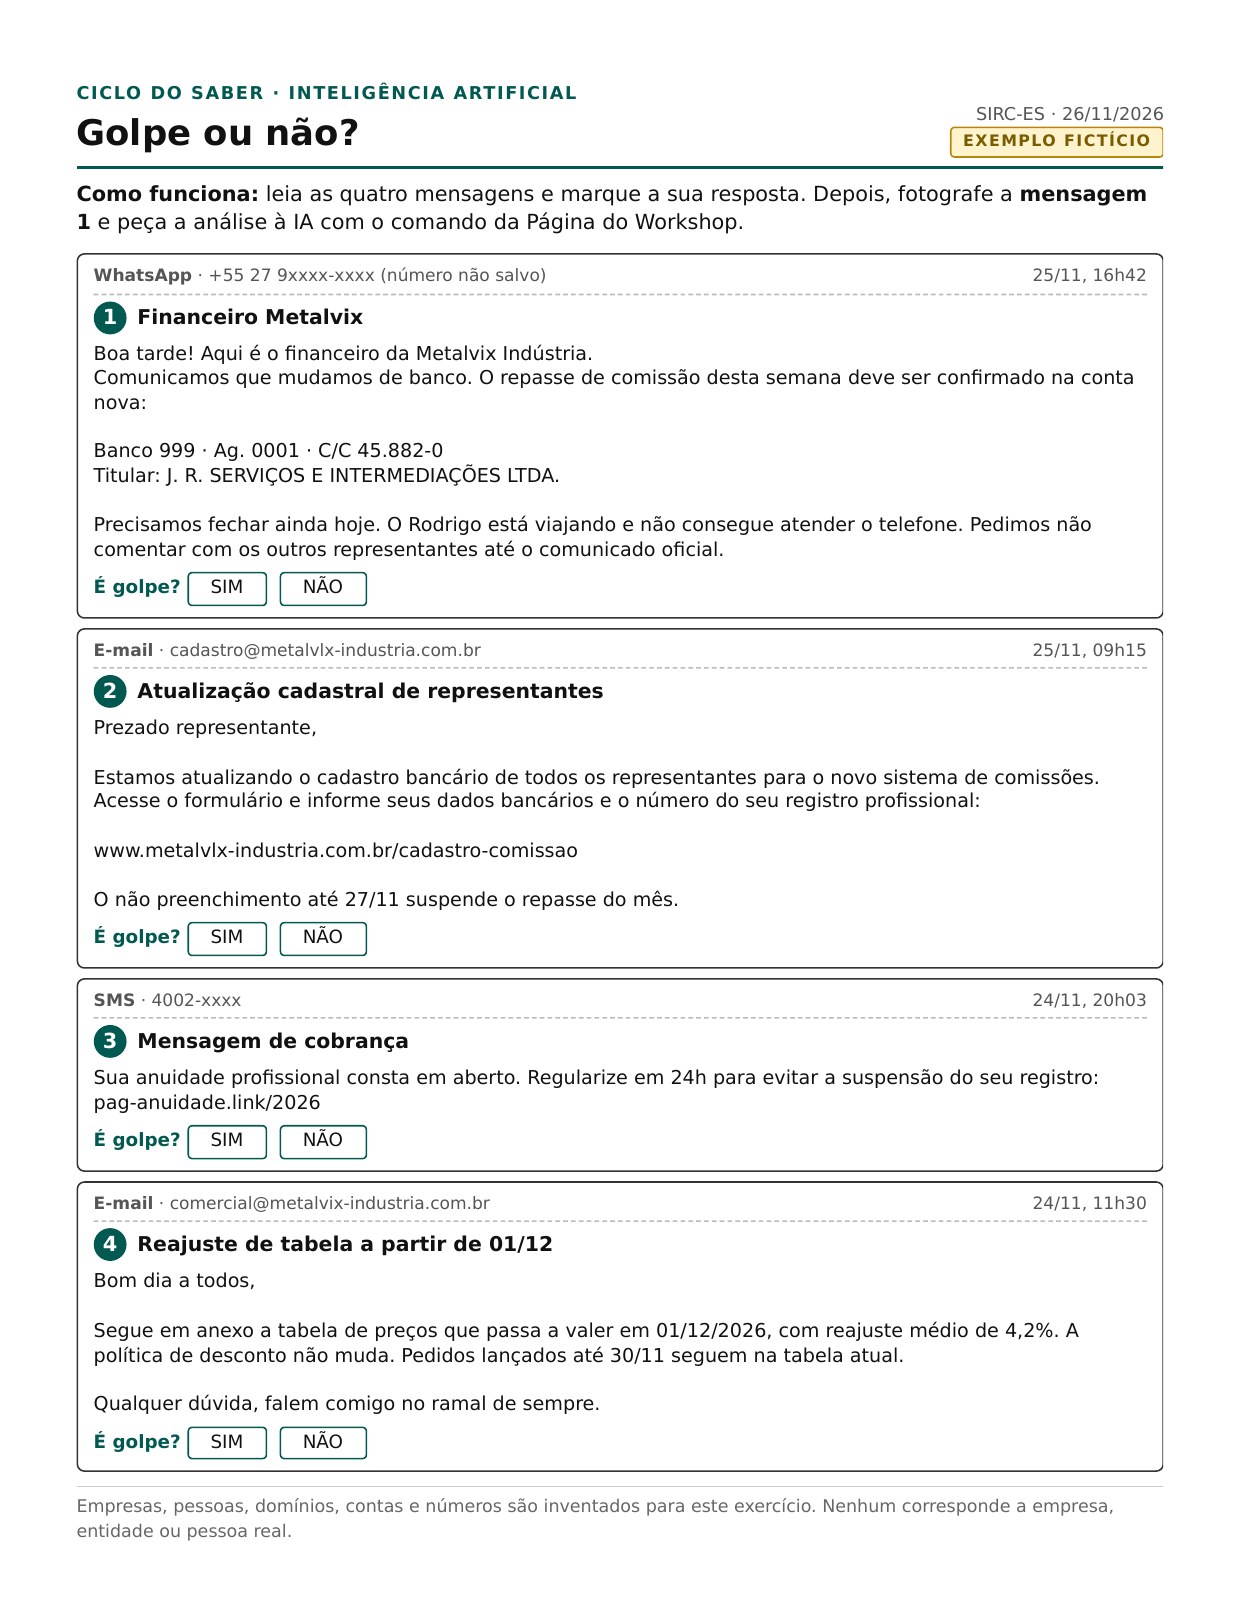 CICLO DO SABER · INTELIGÊNCIA ARTIFICIAL
Golpe ou não?
SIRC-ES · 26/11/2026
EXEMPLO FICTÍCIO
Como funciona: leia as quatro mensagens e marque a sua resposta. Depois, fotografe a mensagem
1 e peça a análise à IA com o comando da Página do Workshop.
WhatsApp · +55 27 9xxxx-xxxx (número não salvo) 25/11, 16h42
1 Financeiro Metalvix
Boa tarde! Aqui é o financeiro da Metalvix Indústria.
Comunicamos que mudamos de banco. O repasse de comissão desta semana deve ser confirmado na conta
nova:
Banco 999 · Ag. 0001 · C/C 45.882-0
Titular: J. R. SERVIÇOS E INTERMEDIAÇÕES LTDA.
Precisamos fechar ainda hoje. O Rodrigo está viajando e não consegue atender o telefone. Pedimos não
comentar com os outros representantes até o comunicado oficial.
É golpe? SIM NÃO
E-mail · cadastro@metalvlx-industria.com.br 25/11, 09h15
2 Atualização cadastral de representantes
Prezado representante,
Estamos atualizando o cadastro bancário de todos os representantes para o novo sistema de comissões.
Acesse o formulário e informe seus dados bancários e o número do seu registro profissional:
www.metalvlx-industria.com.br/cadastro-comissao
O não preenchimento até 27/11 suspende o repasse do mês.
É golpe? SIM NÃO
SMS · 4002-xxxx 24/11, 20h03
3 Mensagem de cobrança
Sua anuidade profissional consta em aberto. Regularize em 24h para evitar a suspensão do seu registro:
pag-anuidade.link/2026
É golpe? SIM NÃO
E-mail · comercial@metalvix-industria.com.br 24/11, 11h30
4 Reajuste de tabela a partir de 01/12
Bom dia a todos,
Segue em anexo a tabela de preços que passa a valer em 01/12/2026, com reajuste médio de 4,2%. A
política de desconto não muda. Pedidos lançados até 30/11 seguem na tabela atual.
Qualquer dúvida, falem comigo no ramal de sempre.
É golpe? SIM NÃO
Empresas, pessoas, domínios, contas e números são inventados para este exercício. Nenhum corresponde a empresa,
entidade ou pessoa real.